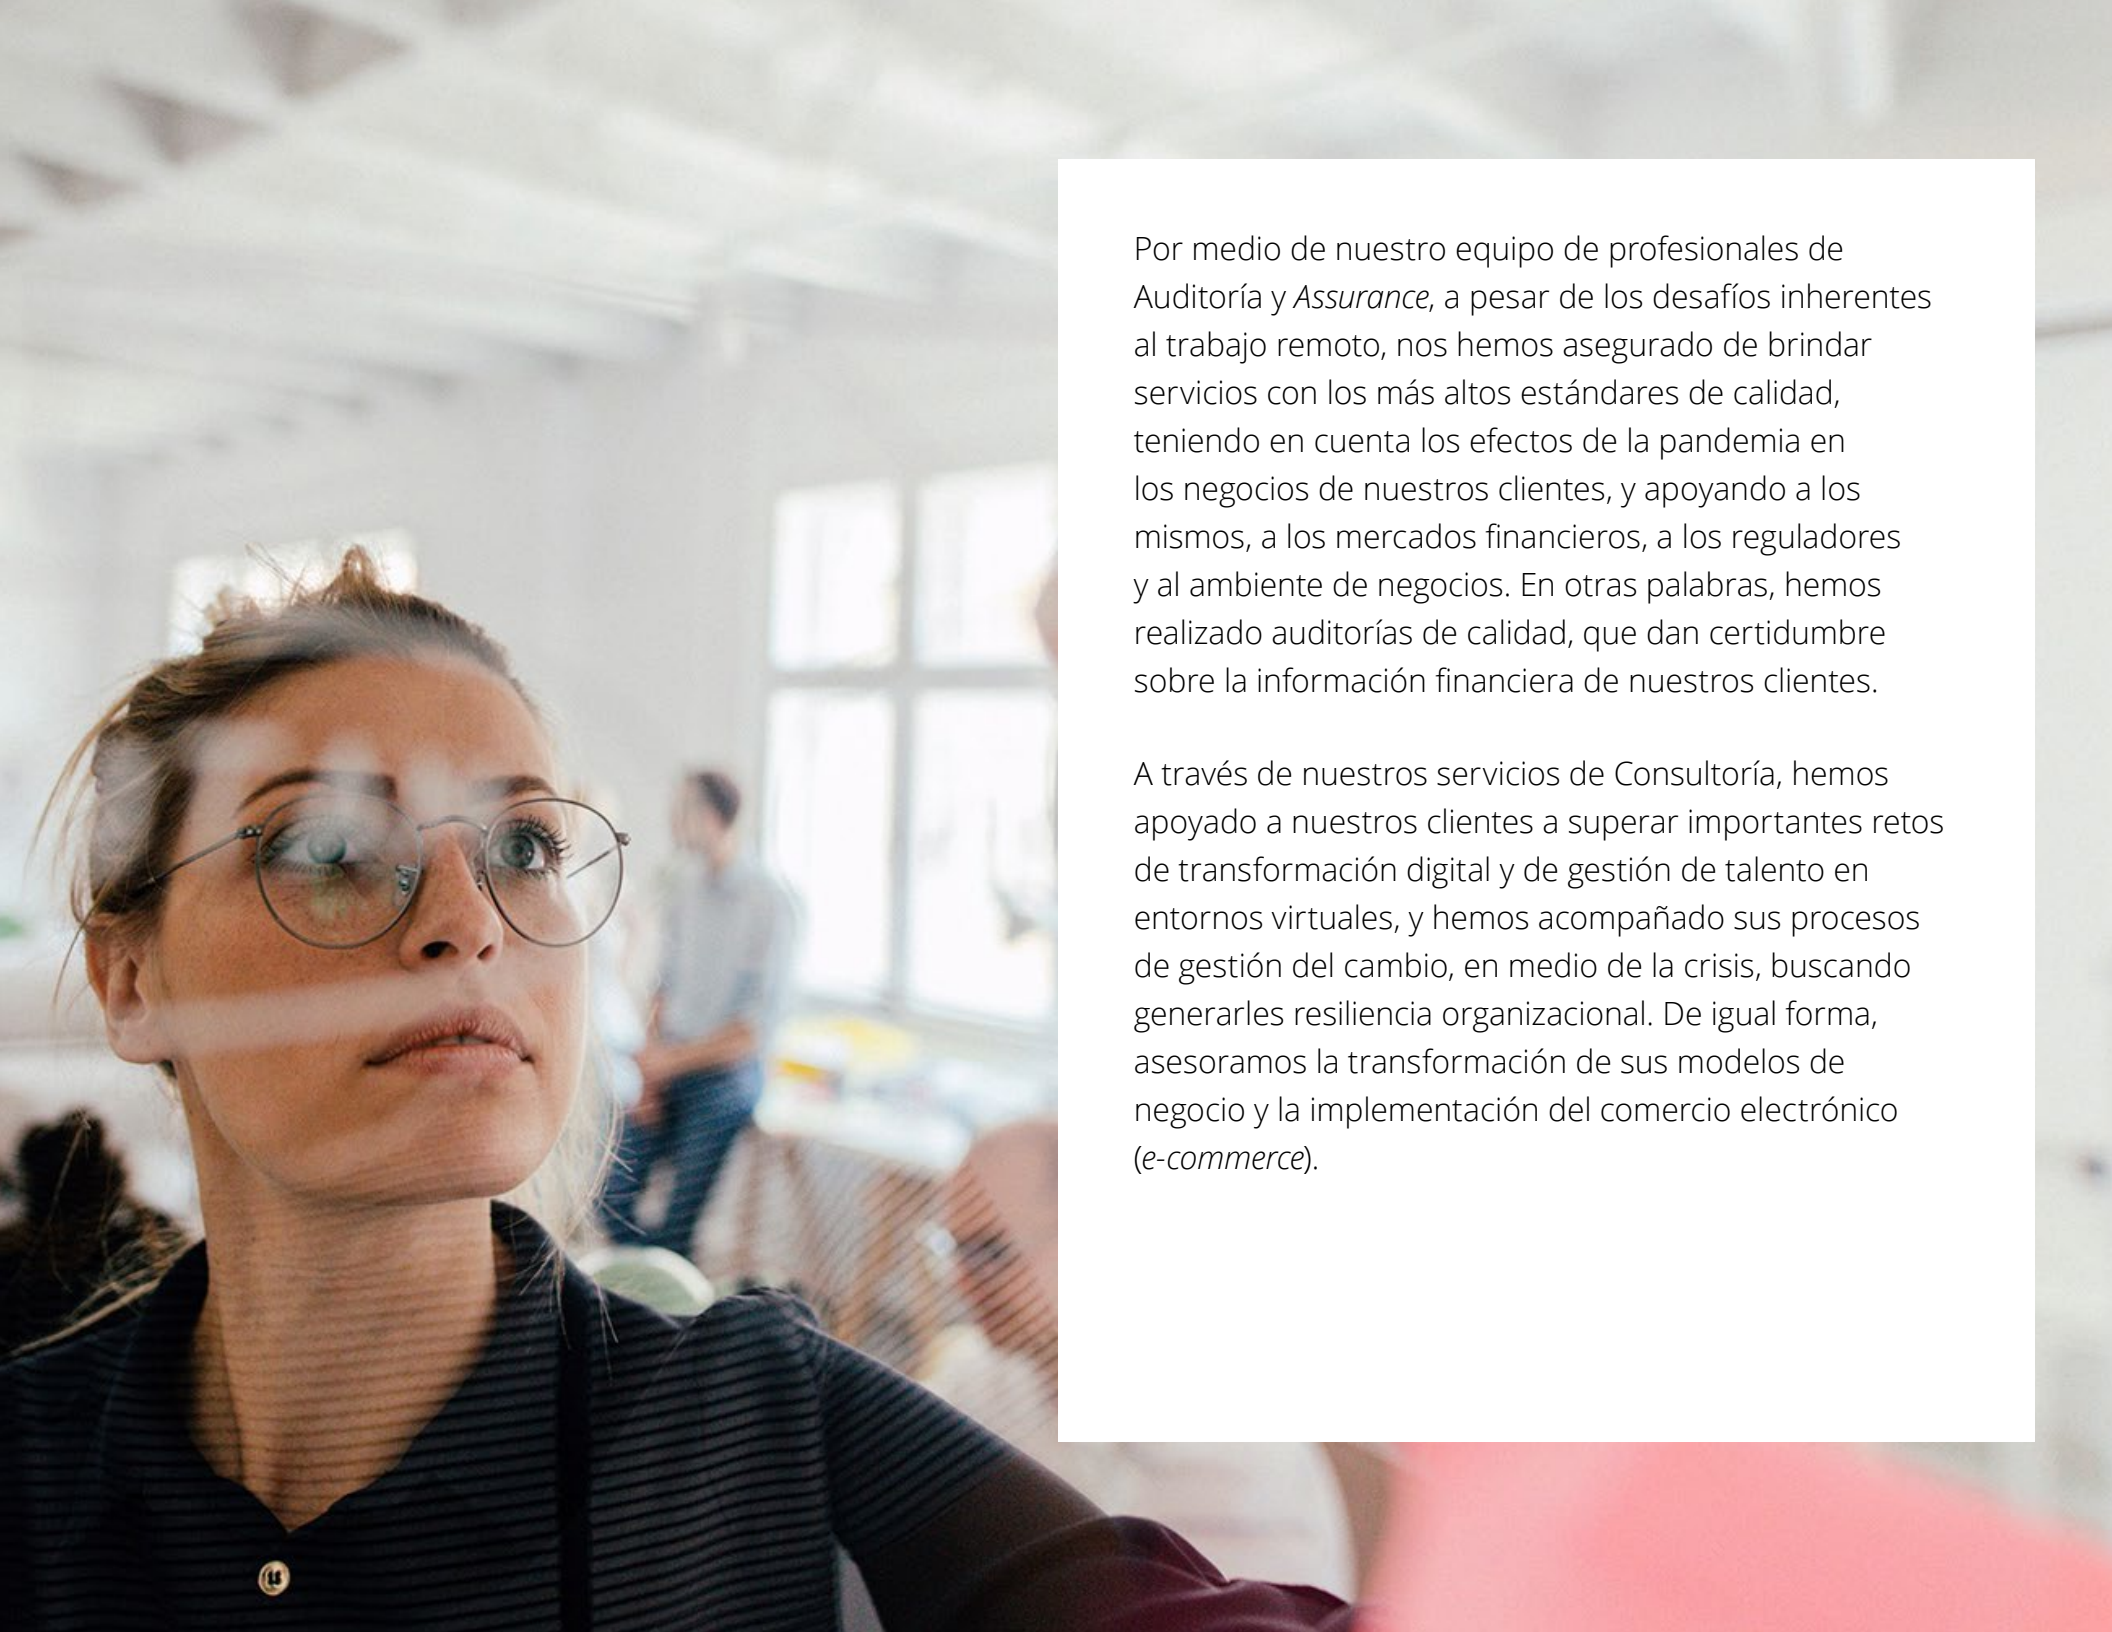 Por medio de nuestro equipo de profesionales de
Auditoría y Assurance, a pesar de los desafíos inherentes
al trabajo remoto, nos hemos asegurado de brindar
servicios con los más altos estándares de calidad,
teniendo en cuenta los efectos de la pandemia en
los negocios de nuestros clientes, y apoyando a los
mismos, a los mercados financieros, a los reguladores
y al ambiente de negocios. En otras palabras, hemos
realizado auditorías de calidad, que dan certidumbre
sobre la información financiera de nuestros clientes.
A través de nuestros servicios de Consultoría, hemos
apoyado a nuestros clientes a superar importantes retos
de transformación digital y de gestión de talento en
entornos virtuales, y hemos acompañado sus procesos
de gestión del cambio, en medio de la crisis, buscando
generarles resiliencia organizacional. De igual forma,
asesoramos la transformación de sus modelos de
negocio y la implementación del comercio electrónico
(e-commerce).